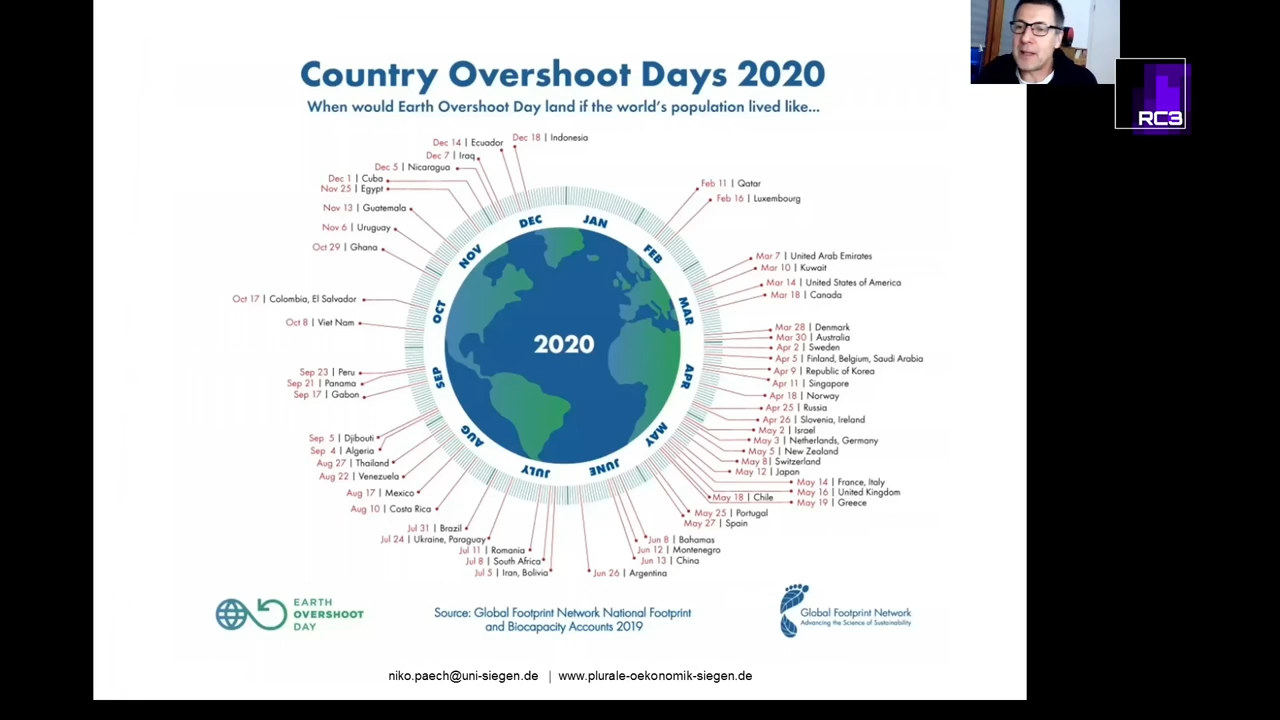 Country Overshoot Days 2020
When would Earth Overshoot Day land if the world's population lived like...
RC3
Dec 18 | Indonesia
Dec 14 | Ecuador
Dec 7 | Iraq
Dec 5 | Nicaragua
Dec 1 | Cuba
Nov 25 | Egypt
Nov 13 | Guatemala
Nov 6 | Uruguay
Oct 29 | Ghana
Oct 17 | Colombia, El Salvador
Oct 8 | Viet Nam
Sep 23 | Peru
Sep 21 | Panama
Sep 17 | Gabon
Sep 5 | Djibouti
Sep 4 | Algeria
Aug 27 | Thailand
Aug 22 | Venezuela
Aug 17 | Mexico
Aug 10 | Costa Rica
Jul 31 | Brazil
Jul 24 | Ukraine, Paraguay
Jul 11 | Romania
Jul 8 | South Africa
Jul 5 | Iran, Bolivia
JAN
FEB
MAR
APR
MAY
JUNE
JULY
AUG
SEP
OCT
NOV
DEC
2020
Feb 11 | Qatar
Feb 16 | Luxembourg
Mar 7 | United Arab Emirates
Mar 10 | Kuwait
Mar 14 | United States of America
Mar 18 | Canada
Mar 28 | Denmark
Mar 30 | Australia
Apr 2 | Sweden
Apr 5 | Finland, Belgium, Saudi Arabia
Apr 9 | Republic of Korea
Apr 11 | Singapore
Apr 18 | Norway
Apr 25 | Russia
Apr 26 | Slovenia, Ireland
May 2 | Israel
May 3 | Netherlands, Germany
May 5 | New Zealand
May 8 | Switzerland
May 12 | Japan
May 14 | France, Italy
May 16 | United Kingdom
May 18 | Chile
May 19 | Greece
May 25 | Portugal
May 27 | Spain
Jun 8 | Bahamas
Jun 12 | Montenegro
Jun 13 | China
Jun 26 | Argentina
EARTH
OVERSHOOT
DAY
Source: Global Footprint Network National Footprint
and Biocapacity Accounts 2019
Global Footprint Network
Advancing the Science of Sustainability
niko.paech@uni-siegen.de | www.plurale-oekonomik-siegen.de